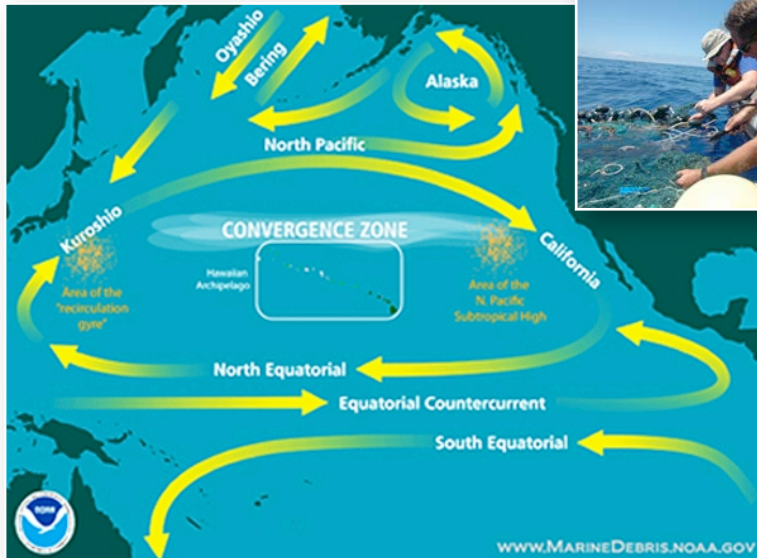 Oyashio
Bering
Alaska
North Pacific
Kuroshio
CONVERGENCE ZONE
California
Hawaiian
Archipelago
Area of the
"recirculation
gyre"
Area of the
N. Pacific
Subtropical High
North Equatorial
Equatorial Countercurrent
South Equatorial
NOAA
WWW.MARINEDEBRIS.NOAA.GOV